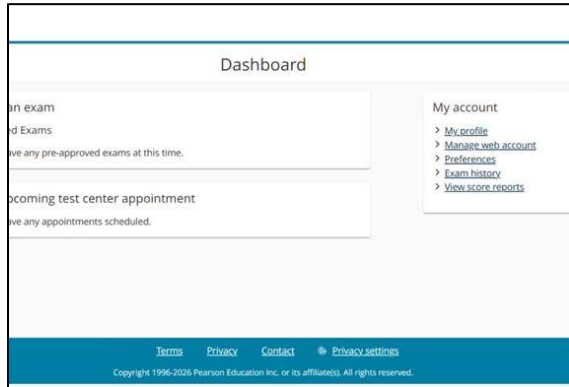 Dashboard
an exam
ed Exams
ave any pre-approved exams at this time.
pcoming test center appointment
ave any appointments scheduled.
My account
My profile
Manage web account
Preferences
Exam history
View score reports
Terms Privacy Contact Privacy settings
Copyright 1996-2026 Pearson Education Inc. or its affiliate(s). All rights reserved.